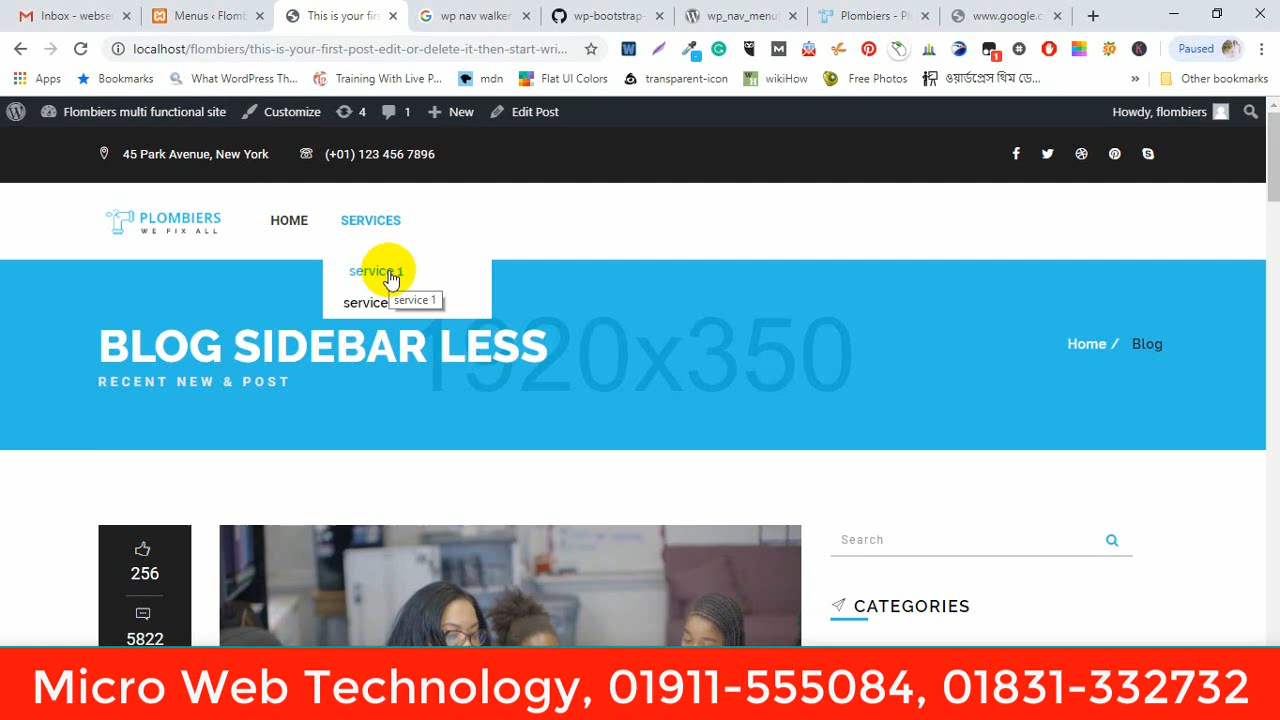 Inbox - webser
Menus ‹ Flomb
This is your fir
wp nav walker
wp-bootstrap-
wp_nav_menu
Plombiers - P
www.google.c
localhost/flombiers/this-is-your-first-post-edit-or-delete-it-then-start-wri...
Paused
Apps
Bookmarks
What WordPress Th...
Training With Live P...
mdn
Flat UI Colors
transparent-ico
wikiHow
Free Photos
ওয়ার্ডপ্রেস থিম ডে...
»
Other bookmarks
Flombiers multi functional site
Customize
4
1
New
Edit Post
Howdy, flombiers
45 Park Avenue, New York
(+01) 123 456 7896
PLOMBIERS
WE FIX ALL
HOME
SERVICES
service 1
service
service 1
1920x350
BLOG SIDEBAR LESS
RECENT NEW & POST
Home / Blog
256
5822
Search
CATEGORIES
Micro Web Technology, 01911-555084, 01831-332732